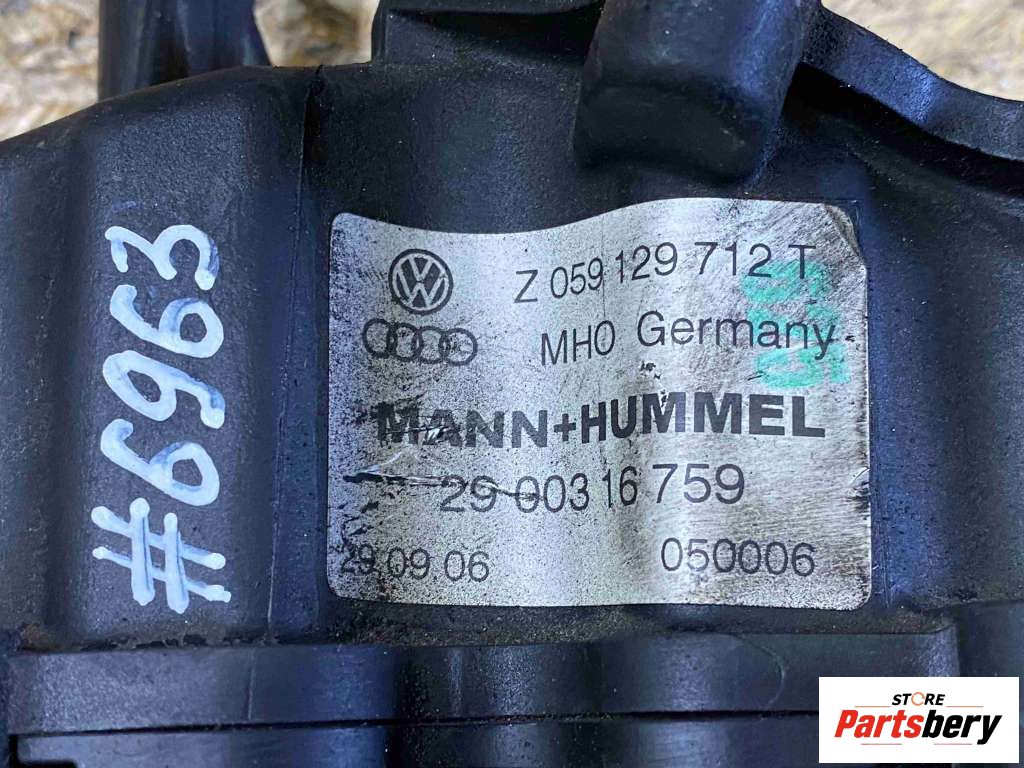 #6963
Z 059 129 712 T
MHO Germany
MANN+HUMMEL
29 003 16 759
29.09.06 050006
STORE
Partsbery